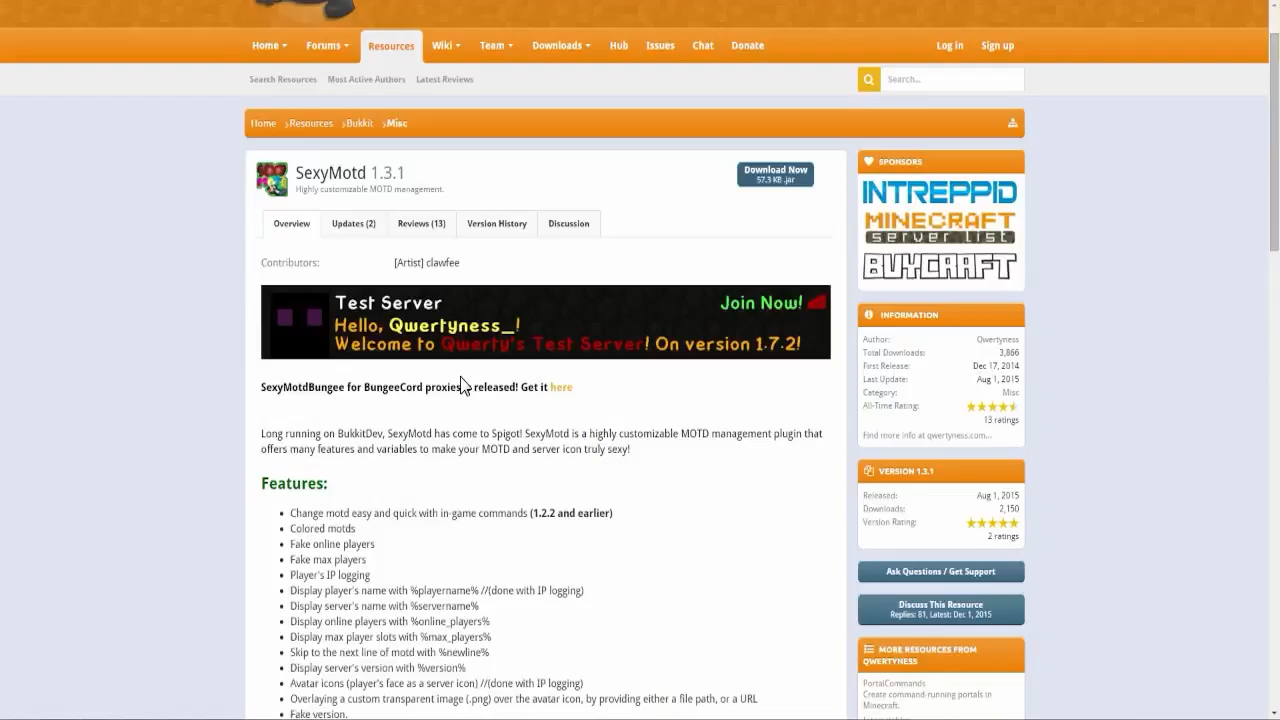 Home Forums Resources Wiki Team Downloads Hub Issues Chat Donate Log in Sign up
Search Resources Most Active Authors Latest Reviews Search...
Home Resources Bukkit Misc
SexyMotd 1.3.1
Highly customizable MOTD management.
Download Now
57.3 KB .jar
Overview Updates (2) Reviews (13) Version History Discussion
Contributors: [Artist] clawfee
Test Server Join Now!
Hello, Qwertyness_!
Welcome to Qwerty's Test Server! On version 1.7.2!
SexyMotdBungee for BungeeCord proxies released! Get it here
Long running on BukkitDev, SexyMotd has come to Spigot! SexyMotd is a highly customizable MOTD management plugin that
offers many features and variables to make your MOTD and server icon truly sexy!
Features:
• Change motd easy and quick with in-game commands (1.2.2 and earlier)
• Colored motds
• Fake online players
• Fake max players
• Player's IP logging
• Display player's name with %playername% //(done with IP logging)
• Display server's name with %servername%
• Display online players with %online_players%
• Display max player slots with %max_players%
• Skip to the next line of motd with %newline%
• Display server's version with %version%
• Avatar icons (player's face as a server icon) //(done with IP logging)
• Overlaying a custom transparent image (.png) over the avatar icon, by providing either a file path, or a URL
• Fake version.
SPONSORS
INTREPPID
MINECRAFT
SERVER LIST
BUYCRAFT
INFORMATION
Author: Qwertyness
Total Downloads: 3,866
First Release: Dec 17, 2014
Last Update: Aug 1, 2015
Category: Misc
All-Time Rating:
13 ratings
Find more info at qwertyness.com...
VERSION 1.3.1
Released: Aug 1, 2015
Downloads: 2,150
Version Rating:
2 ratings
Ask Questions / Get Support
Discuss This Resource
Replies: 81, Latest: Dec 1, 2015
MORE RESOURCES FROM
QWERTYNESS
PortalCommands
Create command-running portals in
Minecraft.